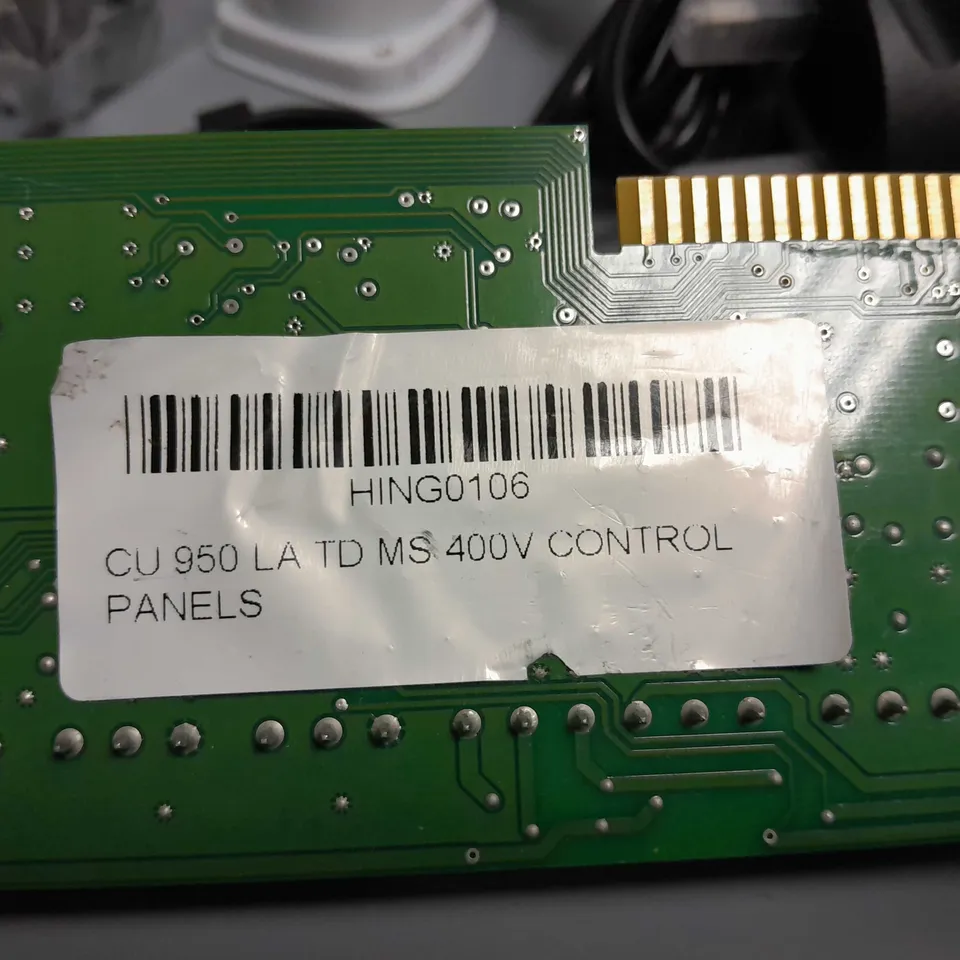 HING0106
CU 950 LA TD MS 400V CONTROL
PANELS